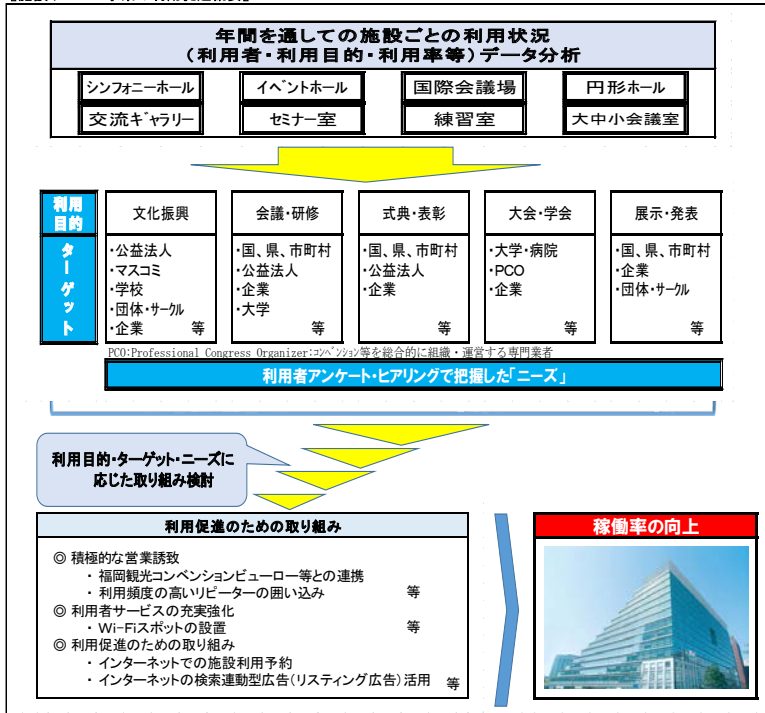 年間を通しての施設ごとの利用状況
(利用者・利用目的・利用率等)データ分析
シンフォニーホール
イベントホール
国際会議場
円形ホール
交流ギャラリー
セミナー室
練習室
大中小会議室
利用目的
文化振興
会議・研修
式典・表彰
大会・学会
展示・発表
ターゲット
・公益法人
・マスコミ
・学校
・団体・サークル
・企業 等
・国、県、市町村
・公益法人
・企業
・大学
等
・国、県、市町村
・公益法人
・企業
等
・大学・病院
・PCO
・企業
等
・国、県、市町村
・企業
・団体・サークル
等
PCO:Professional Congress Organizer:コンベンション等を総合的に組織・運営する専門業者
利用者アンケート・ヒアリングで把握した「ニーズ」
利用目的・ターゲット・ニーズに
応じた取り組み検討
利用促進のための取り組み
◎ 積極的な営業誘致
・ 福岡観光コンベンションビューロー等との連携
・ 利用頻度の高いリピーターの囲い込み 等
◎ 利用者サービスの充実強化
・ Wi-Fiスポットの設置 等
◎ 利用促進のための取り組み
・ インターネットでの施設利用予約
・ インターネットの検索連動型広告(リスティング広告)活用 等
稼働率の向上